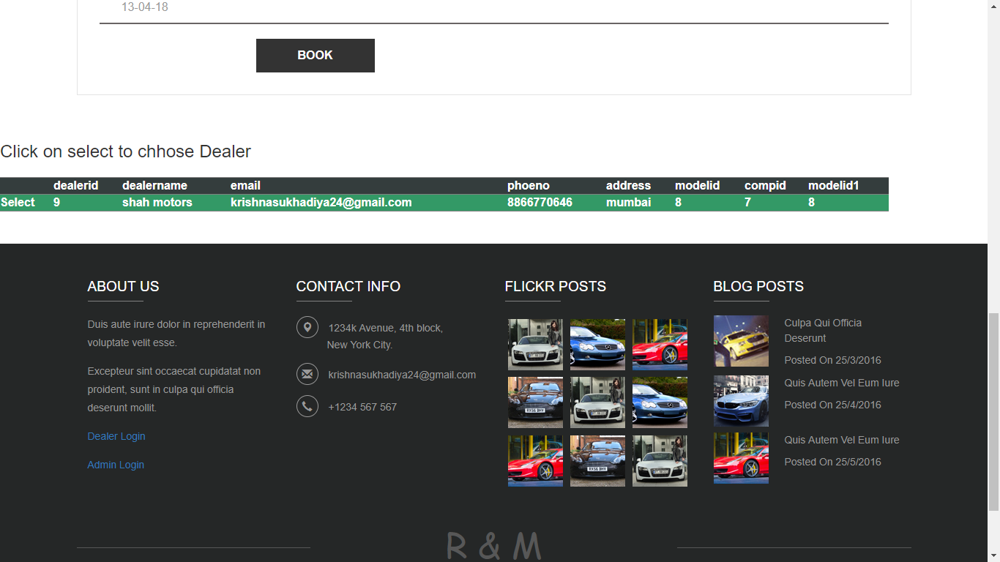 13-04-18
BOOK
Click on select to chhose Dealer
dealerid dealername email phoeno address modelid compid modelid1
Select 9 shah motors krishnasukhadiya24@gmail.com 8866770646 mumbai 8 7 8
ABOUT US
Duis aute irure dolor in reprehenderit in
voluptate velit esse.
Excepteur sint occaecat cupidatat non
proident, sunt in culpa qui officia
deserunt mollit.
Dealer Login
Admin Login
CONTACT INFO
1234k Avenue, 4th block,
New York City.
krishnasukhadiya24@gmail.com
+1234 567 567
FLICKR POSTS
RX56 BHY
RX56 BHY
BLOG POSTS
Culpa Qui Officia
Deserunt
Posted On 25/3/2016
Quis Autem Vel Eum Iure
Posted On 25/4/2016
Quis Autem Vel Eum Iure
Posted On 25/5/2016
R & M